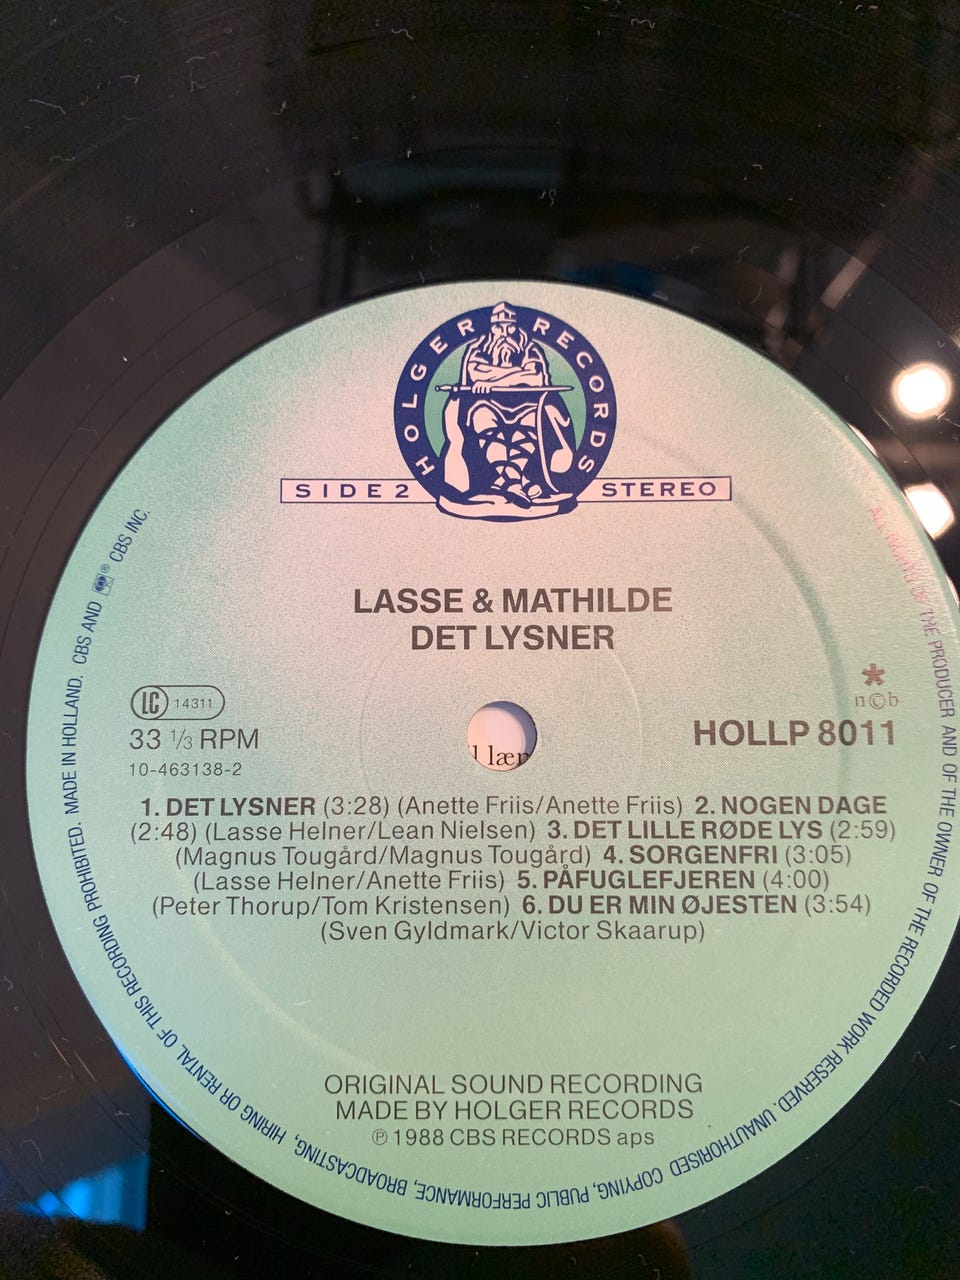 HOLGER RECORDS
SIDE 2 STEREO
LASSE & MATHILDE
DET LYSNER
LC 14311
33 1/3 RPM
10-463138-2
n©b
HOLLP 8011
l lær
1. DET LYSNER (3:28) (Anette Friis/Anette Friis) 2. NOGEN DAGE
(2:48) (Lasse Helner/Lean Nielsen) 3. DET LILLE RØDE LYS (2:59)
(Magnus Tougård/Magnus Tougård) 4. SORGENFRI (3:05)
(Lasse Helner/Anette Friis) 5. PÅFUGLEFJEREN (4:00)
(Peter Thorup/Tom Kristensen) 6. DU ER MIN ØJESTEN (3:54)
(Sven Gyldmark/Victor Skaarup)
ORIGINAL SOUND RECORDING
MADE BY HOLGER RECORDS
℗ 1988 CBS RECORDS aps
ALL RIGHTS OF THE PRODUCER AND OF THE OWNER OF THE RECORDED WORK RESERVED. UNAUTHORISED COPYING, PUBLIC PERFORMANCE, BROADCASTING, HIRING OR RENTAL OF THIS RECORDING PROHIBITED. MADE IN HOLLAND. CBS AND ® CBS INC.